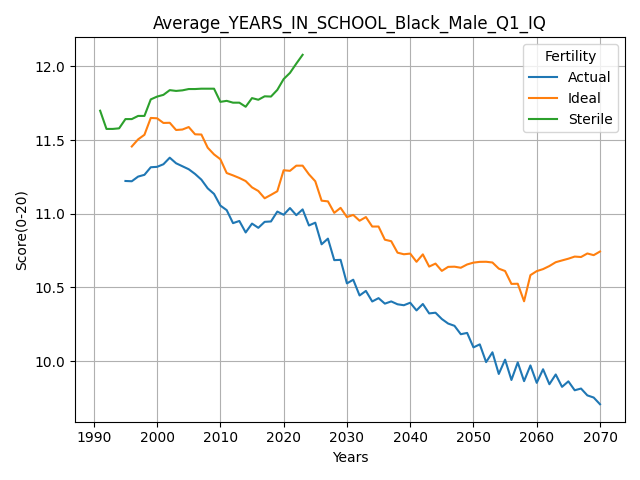 Average_YEARS_IN_SCHOOL_Black_Male_Q1_IQ
Fertility
Actual
Ideal
Sterile
Score(0-20)
12.0
11.5
11.0
10.5
10.0
1990 2000 2010 2020 2030 2040 2050 2060 2070
Years